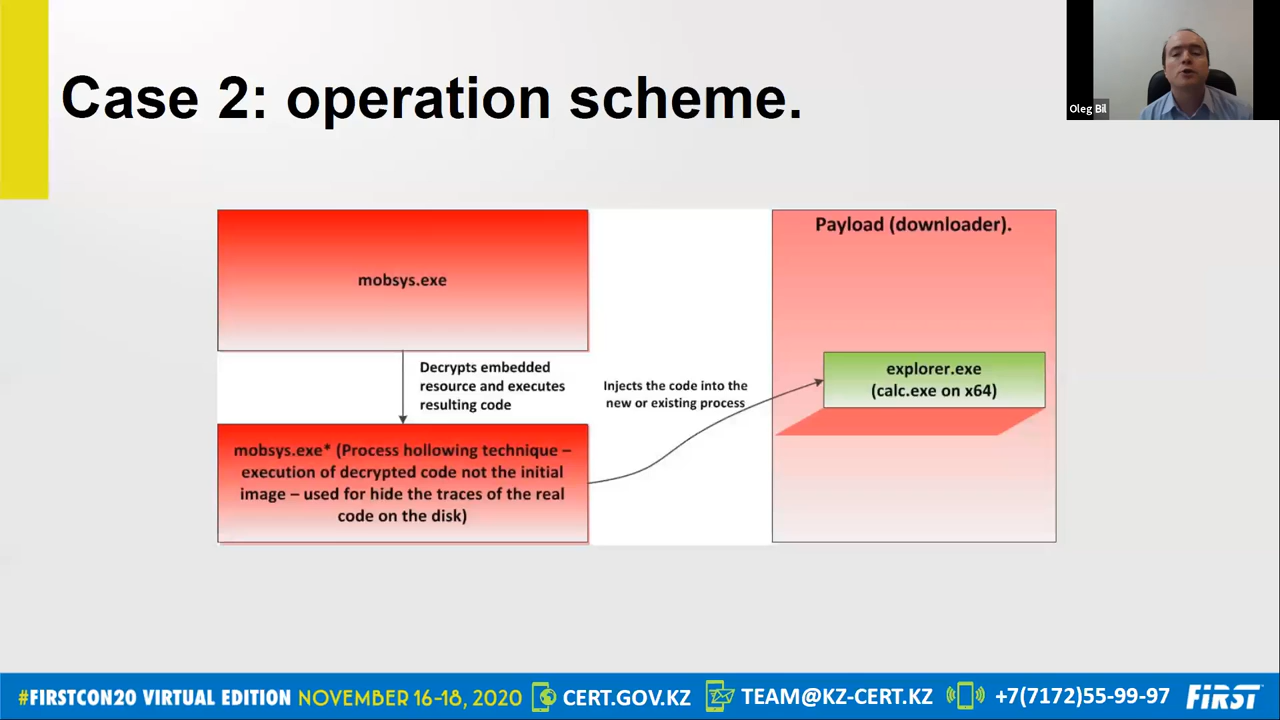 Case 2: operation scheme.
Oleg Bil
mobsys.exe
Decrypts embedded
resource and executes
resulting code
mobsys.exe* (Process hollowing technique –
execution of decrypted code not the initial
image – used for hide the traces of the real
code on the disk)
Injects the code into the
new or existing process
Payload (downloader).
explorer.exe
(calc.exe on x64)
#FIRSTCON20 VIRTUAL EDITION NOVEMBER 16-18, 2020 CERT.GOV.KZ TEAM@KZ-CERT.KZ +7(7172)55-99-97 FIRST